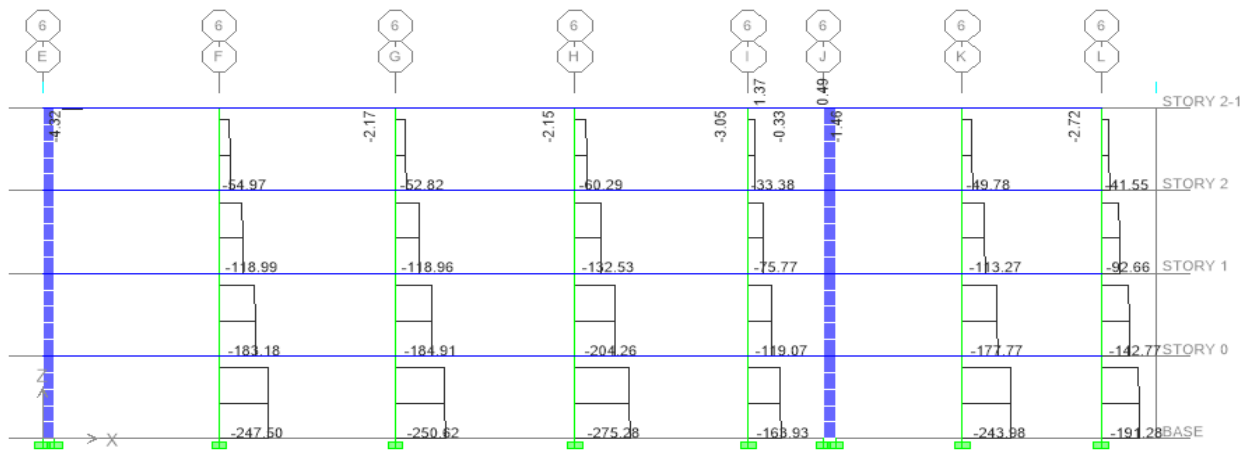 6 6 6 6 6 6 6 6
E F G H I J K L
1.37 0.49
STORY 2-1
-4.32 -2.17 -2.15 -3.05 -0.33 -1.46 -2.72
-54.97 -52.82 -60.29 -33.38 -49.78 -41.55 STORY 2
-118.99 -118.96 -132.53 -75.77 -113.27 -92.66 STORY 1
-183.18 -184.91 -204.26 -119.07 -177.77 -142.77 STORY 0
Z
-247.50 -250.62 -275.28 -163.93 -243.98 -191.28 BASE
X